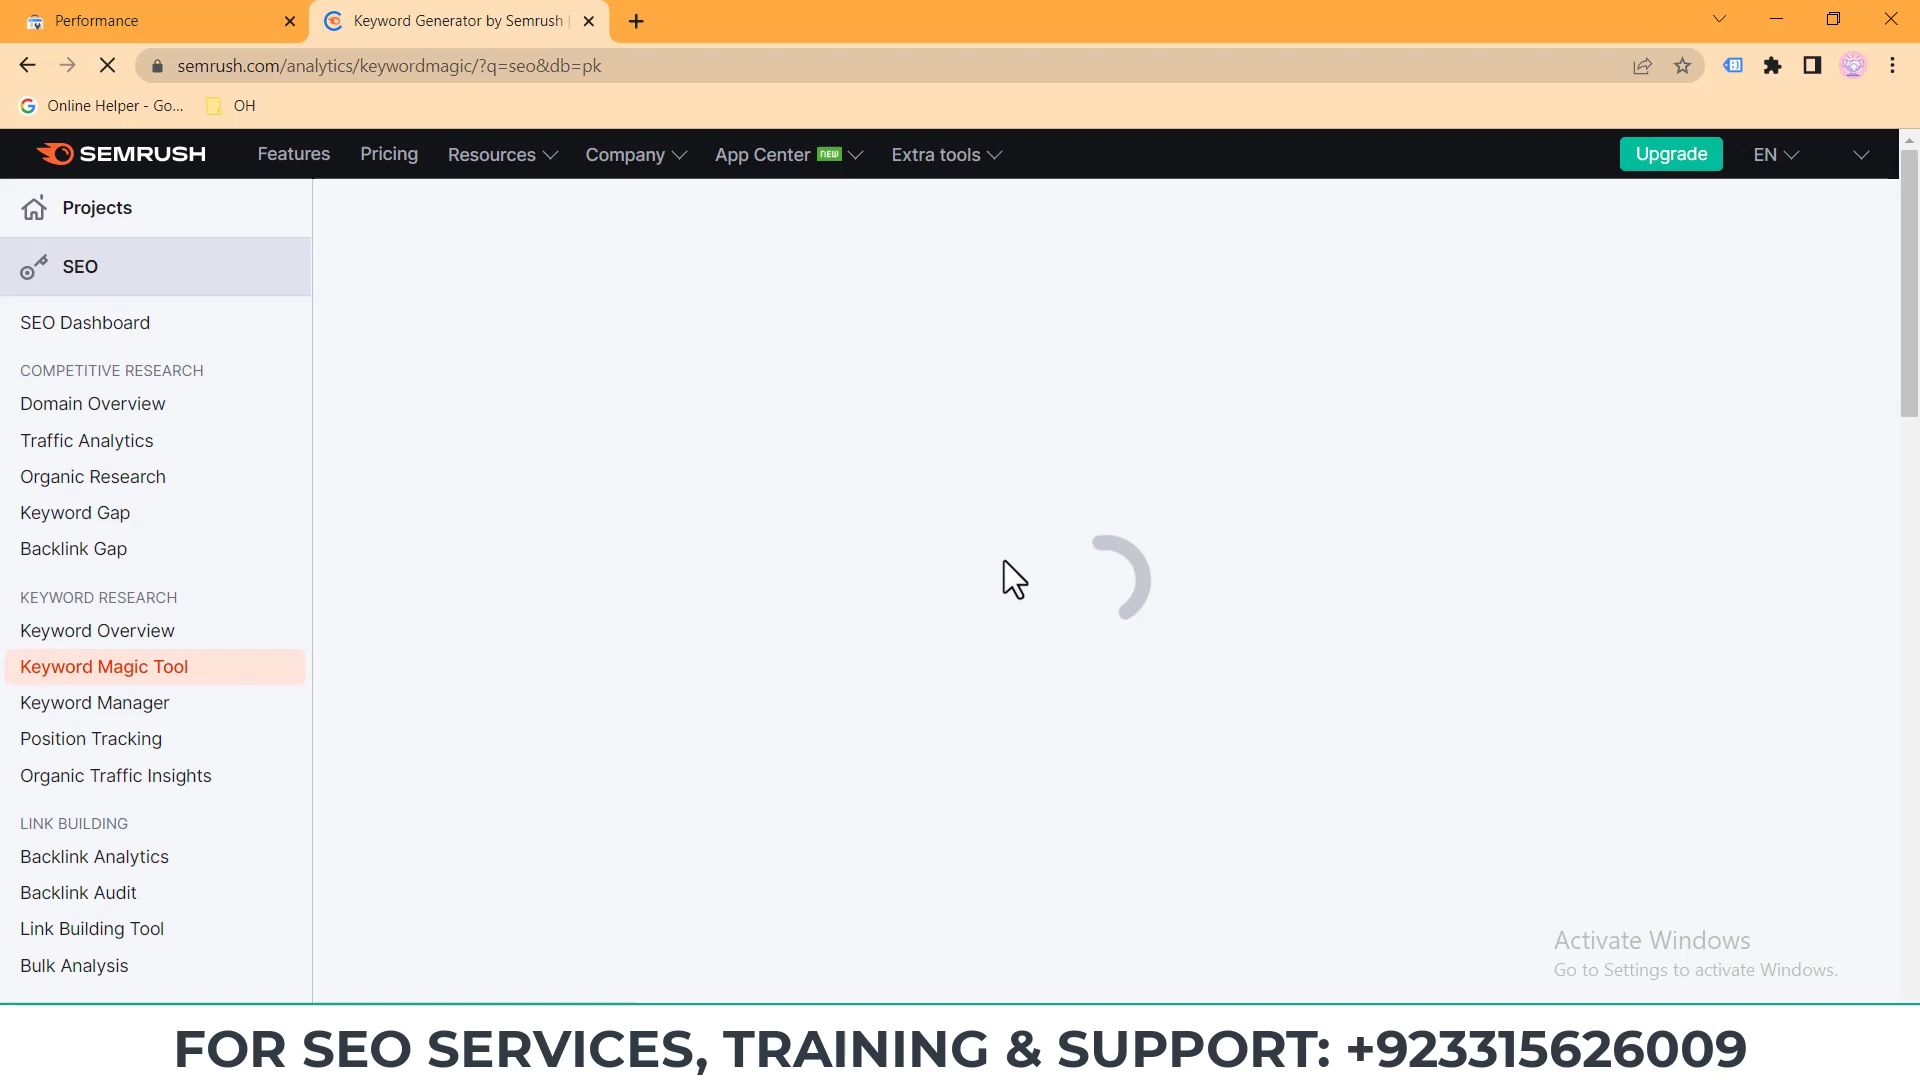 Performance
Keyword Generator by Semrush
semrush.com/analytics/keywordmagic/?q=seo&db=pk
Online Helper - Go... OH
SEMRUSH Features Pricing Resources Company App Center NEW Extra tools Upgrade EN
Projects
SEO
SEO Dashboard
COMPETITIVE RESEARCH
Domain Overview
Traffic Analytics
Organic Research
Keyword Gap
Backlink Gap
KEYWORD RESEARCH
Keyword Overview
Keyword Magic Tool
Keyword Manager
Position Tracking
Organic Traffic Insights
LINK BUILDING
Backlink Analytics
Backlink Audit
Link Building Tool
Bulk Analysis
Activate Windows
Go to Settings to activate Windows.
FOR SEO SERVICES, TRAINING & SUPPORT: +923315626009